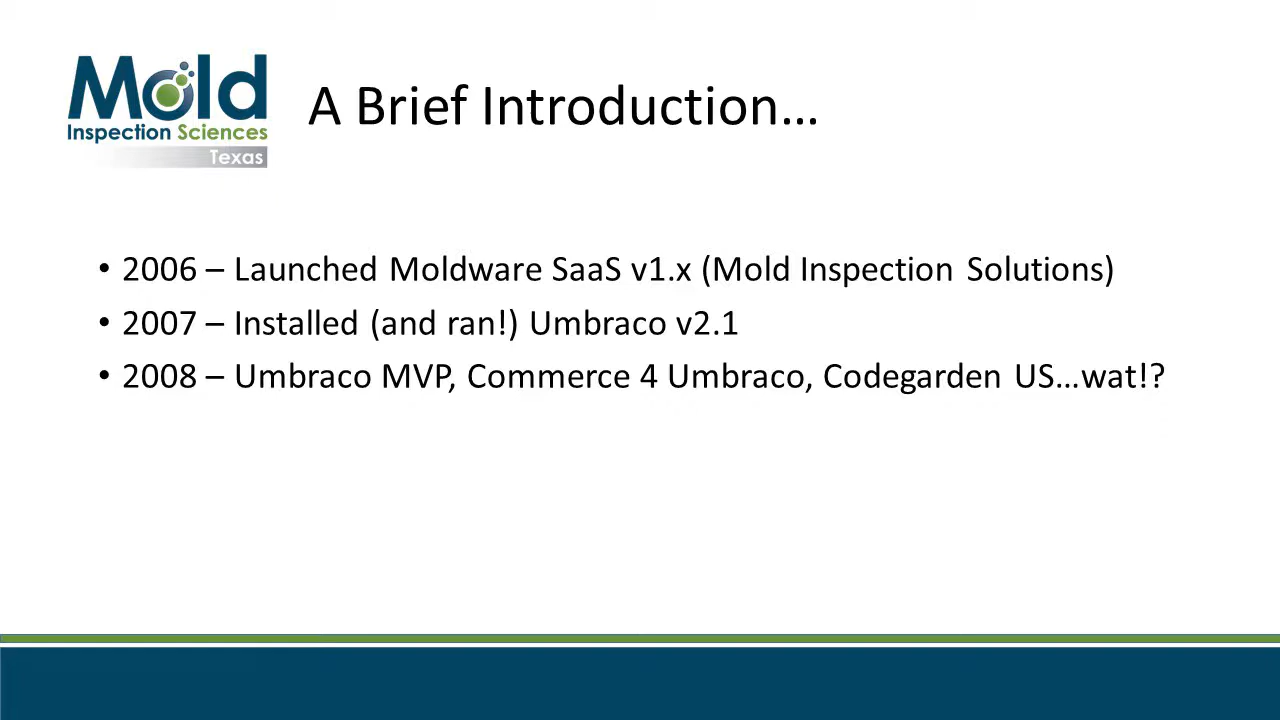 Mold
Inspection Sciences
Texas
A Brief Introduction…
• 2006 – Launched Moldware SaaS v1.x (Mold Inspection Solutions)
• 2007 – Installed (and ran!) Umbraco v2.1
• 2008 – Umbraco MVP, Commerce 4 Umbraco, Codegarden US…wat!?